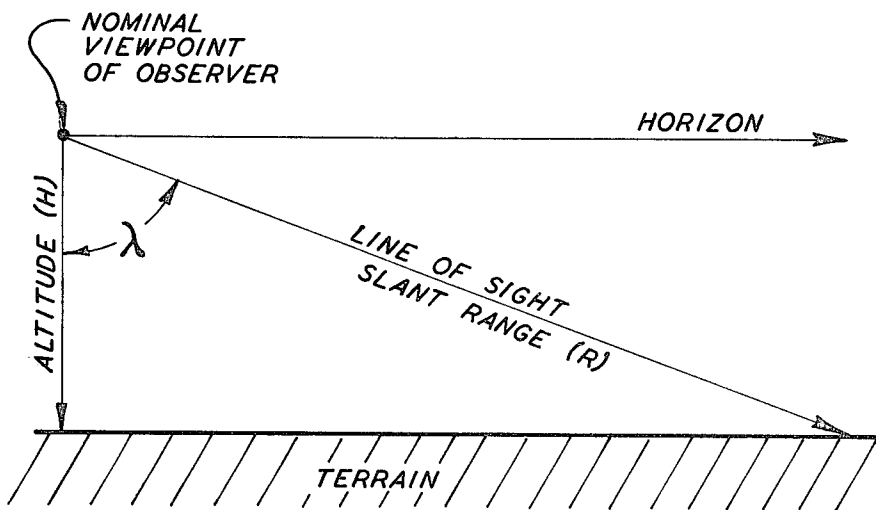 NOMINAL
VIEWPOINT
OF OBSERVER
HORIZON
ALTITUDE (H)
λ
LINE OF SIGHT
SLANT RANGE (R)
TERRAIN